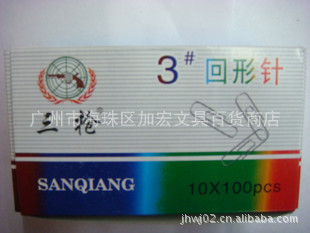 3# 回形针
广州市海珠区加宏文具百货商店
三枪®
SANQIANG
10X100pcs
jhwj02.cn.alibaba.com